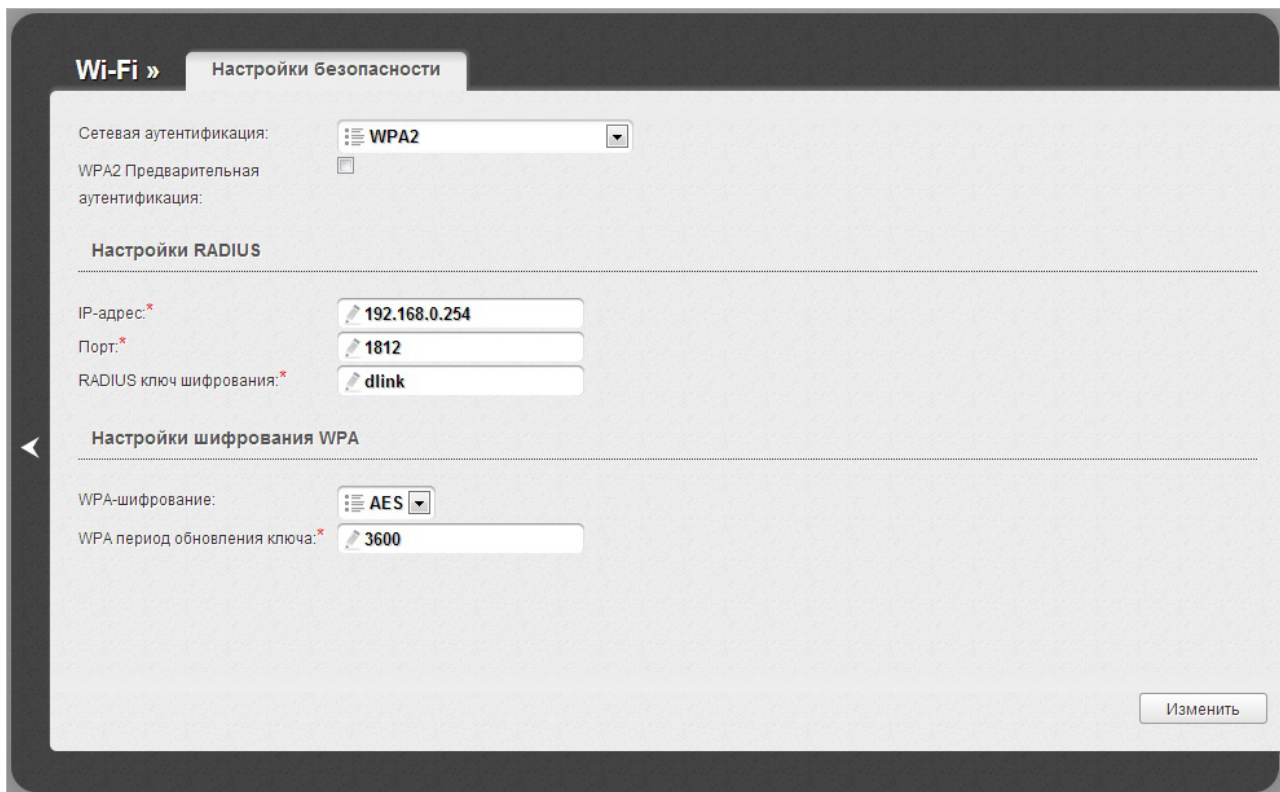 Wi-Fi » Настройки безопасности
Сетевая аутентификация: WPA2
WPA2 Предварительная
аутентификация:
Настройки RADIUS
IP-адрес:* 192.168.0.254
Порт:* 1812
RADIUS ключ шифрования:* dlink
Настройки шифрования WPA
WPA-шифрование: AES
WPA период обновления ключа:* 3600
Изменить